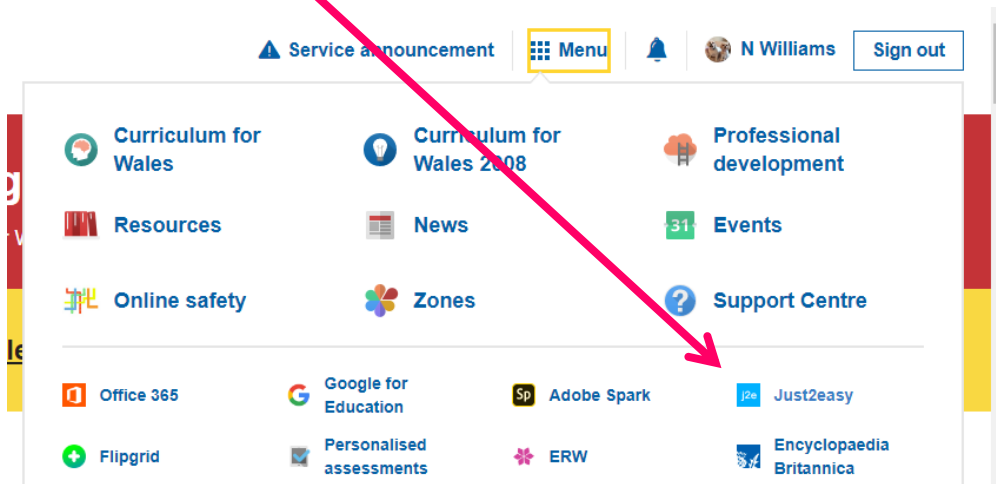 Service announcement Menu N Williams Sign out
Curriculum for Wales
Curriculum for Wales 2008
Professional development
Resources
News
31 Events
Online safety
Zones
? Support Centre
Office 365
G Google for Education
Sp Adobe Spark
j2e Just2easy
Flipgrid
Personalised assessments
ERW
Encyclopaedia Britannica
g
le